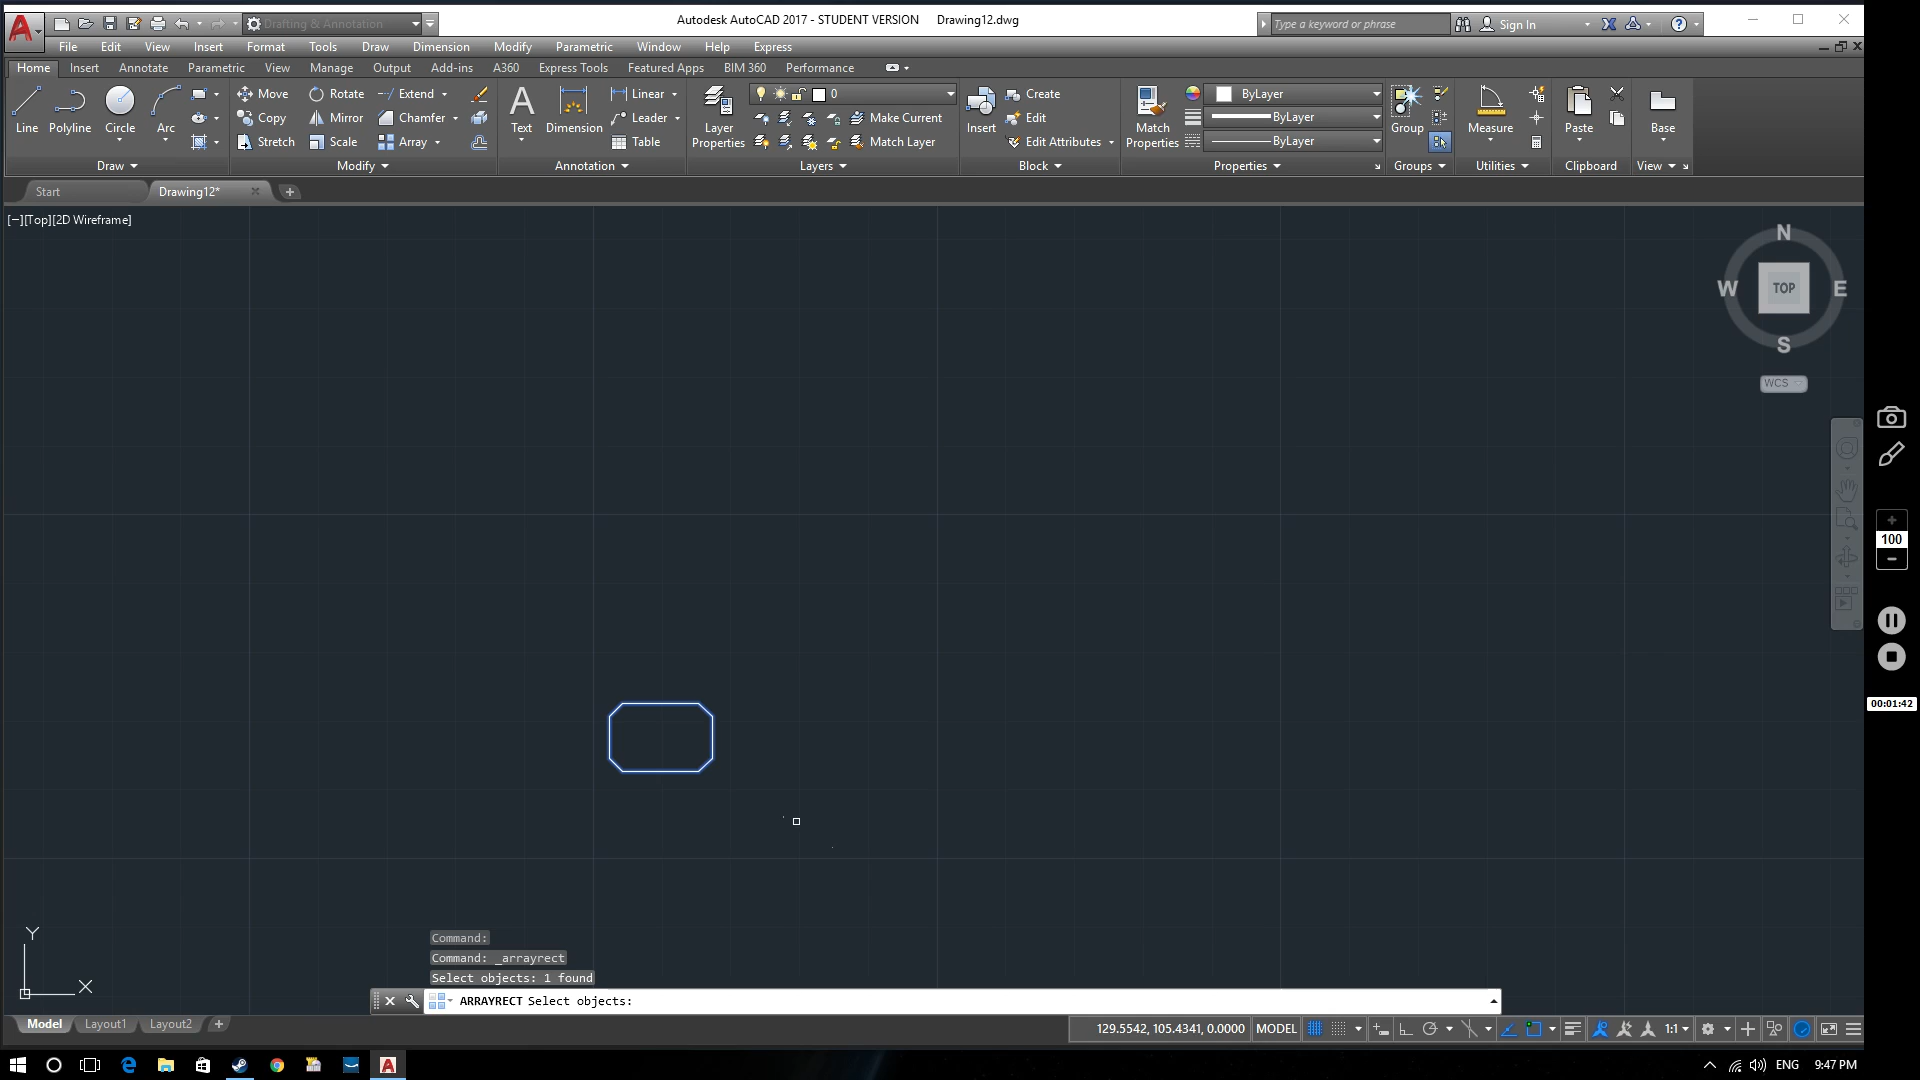 Drafting & Annotation
Autodesk AutoCAD 2017 - STUDENT VERSION Drawing12.dwg
Type a keyword or phrase
Sign In
File Edit View Insert Format Tools Draw Dimension Modify Parametric Window Help Express
Home Insert Annotate Parametric View Manage Output Add-ins A360 Express Tools Featured Apps BIM 360 Performance
Line Polyline Circle Arc
Move Rotate Extend
Copy Mirror Chamfer
Stretch Scale Array
Text Dimension
Linear
Leader
Table
Layer Properties
0
Make Current
Match Layer
Insert
Create
Edit
Edit Attributes
Match Properties
ByLayer
ByLayer
ByLayer
Group
Measure
Paste
Base
Draw Modify Annotation Layers Block Properties Groups Utilities Clipboard View
Start Drawing12*
[−][Top][2D Wireframe]
N
W TOP E
S
WCS
100
00:01:42
Y
X
Command:
Command: _arrayrect
Select objects: 1 found
ARRAYRECT Select objects:
Model Layout1 Layout2
129.5542, 105.4341, 0.0000 MODEL 1:1
ENG 9:47 PM